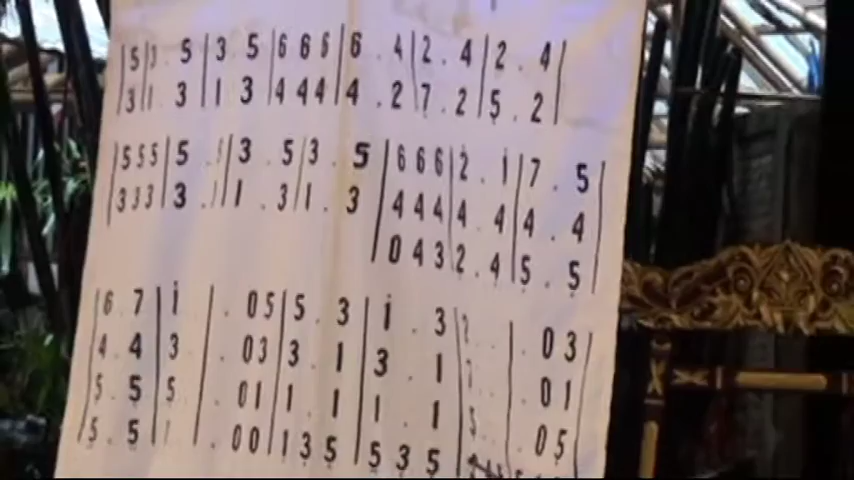 |5|3 . 5|3 5|6 6 6|6 . 4|2 . 4|2 . 4|
|3|1 . 3|1 3|4 4 4|4 . 2|7 . 2|5 . 2|
|5 5 5|5 . |3 . 5|3 . 5|6 6 6|2 . i|7 . 5|
|3 3 3|3 . |1 . 3|1 . 3|4 4 4|4 . 4|4 . 4|
|0 4 3|2 . 4|5 . 5|
|6 . 7|i|. 0 5|5 . 3|i . 3| . 0 3|
|4 . 4|3|. 0 3|3 . 1|3 . 1| . 0 1|
|5 . 5|5|. 0 1|1 . 1|1 . 1| . 0 5|
|5 . 5|1|. 0 0|1 3 5|5 3 5|